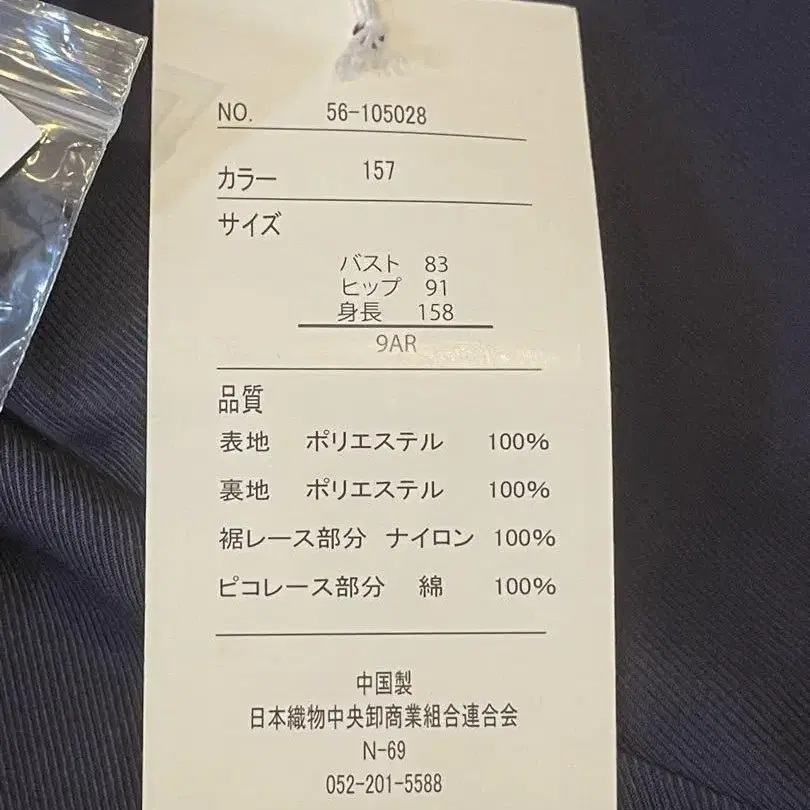 NO. 56-105028
カラー 157
サイズ
バスト 83
ヒップ 91
身長 158
9AR
品質
表地 ポリエステル 100%
裏地 ポリエステル 100%
裾レース部分 ナイロン 100%
ピコレース部分 綿 100%
中国製
日本織物中央卸商業組合連合会
N-69
052-201-5588